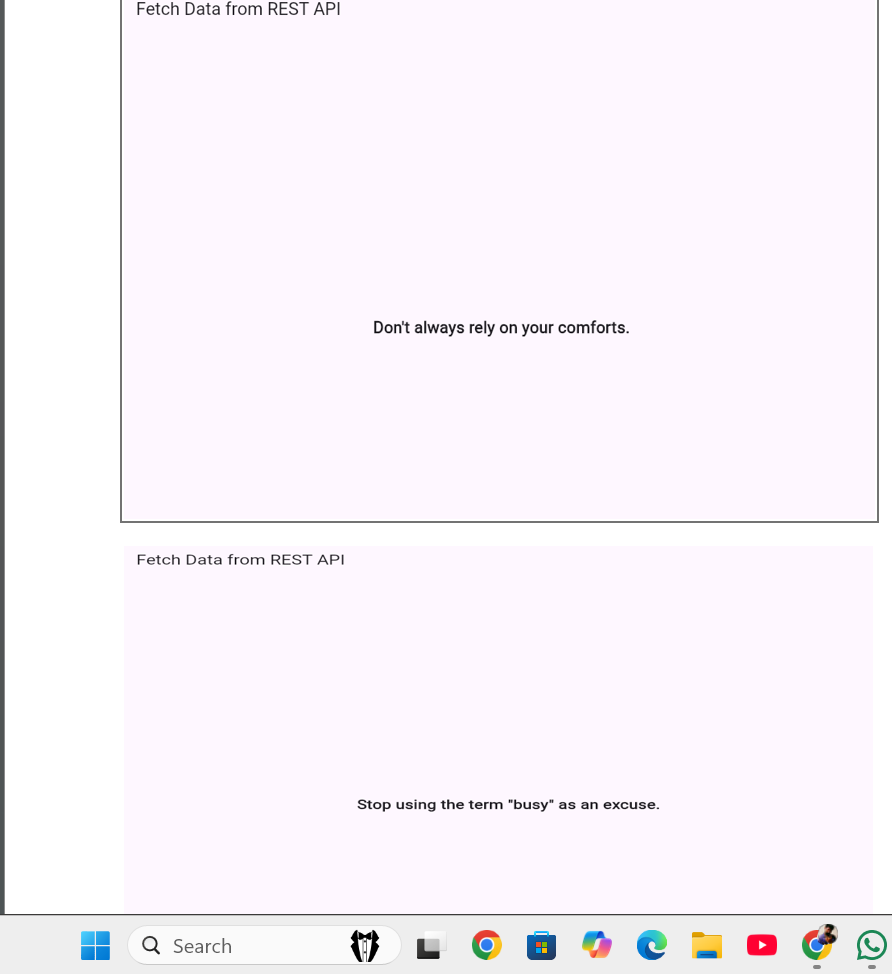 Fetch Data from REST API
Don't always rely on your comforts.
Fetch Data from REST API
Stop using the term "busy" as an excuse.
Search